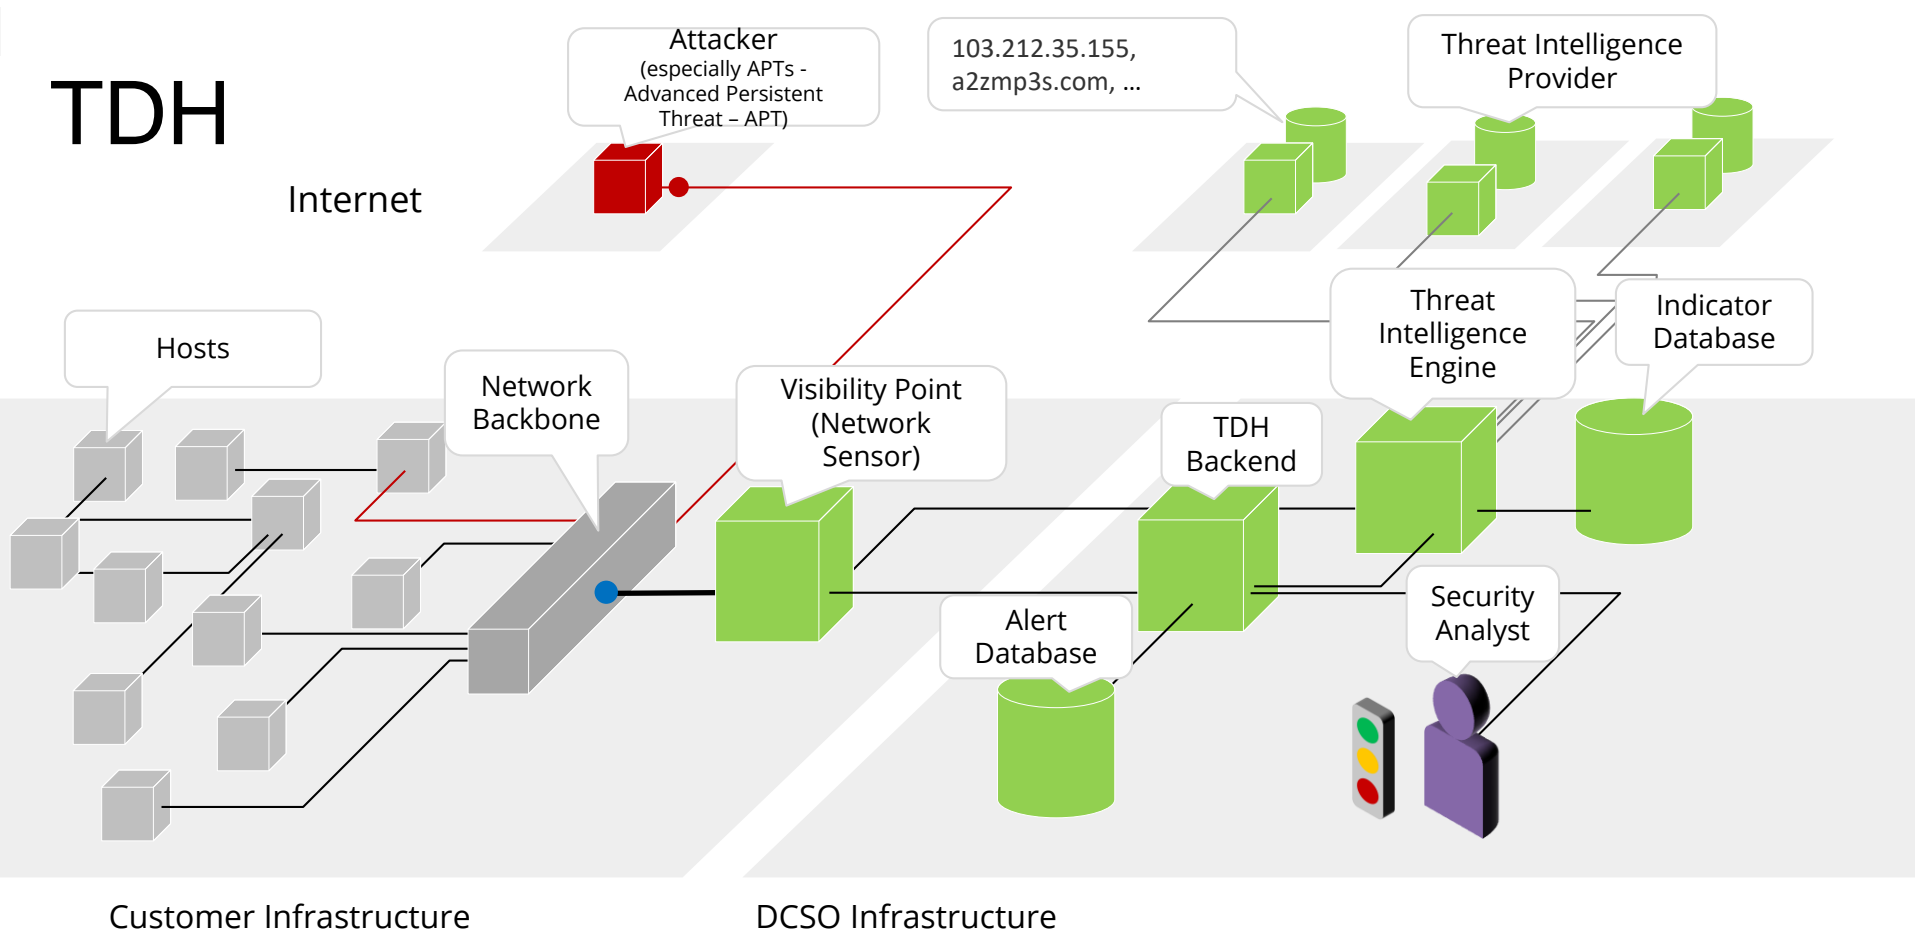 TDH
Internet
Attacker
(especially APTs -
Advanced Persistent
Threat – APT)
103.212.35.155,
a2zmp3s.com, ...
Threat Intelligence
Provider
Hosts
Network
Backbone
Visibility Point
(Network
Sensor)
TDH
Backend
Threat
Intelligence
Engine
Indicator
Database
Alert
Database
Security
Analyst
Customer Infrastructure
DCSO Infrastructure